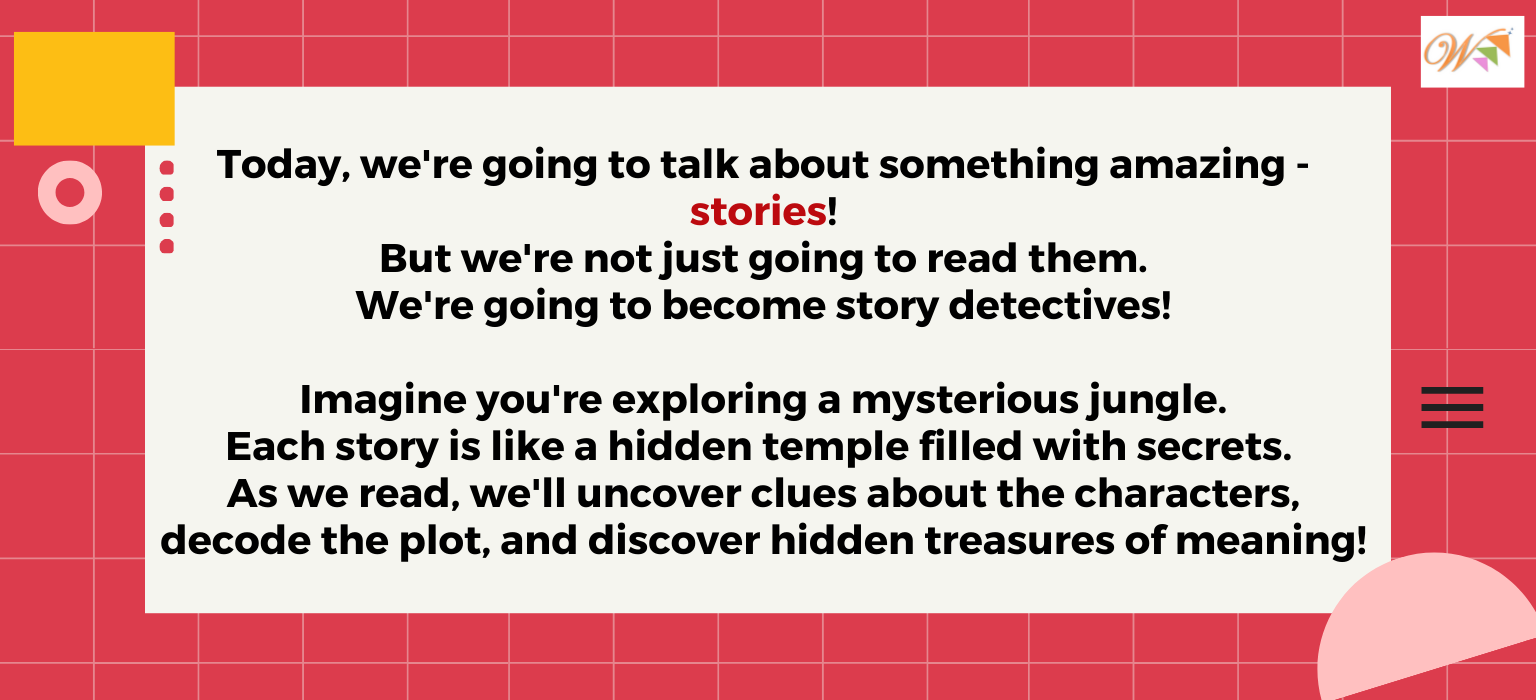 W
Today, we're going to talk about something amazing -
stories!
But we're not just going to read them.
We're going to become story detectives!
Imagine you're exploring a mysterious jungle.
Each story is like a hidden temple filled with secrets.
As we read, we'll uncover clues about the characters,
decode the plot, and discover hidden treasures of meaning!